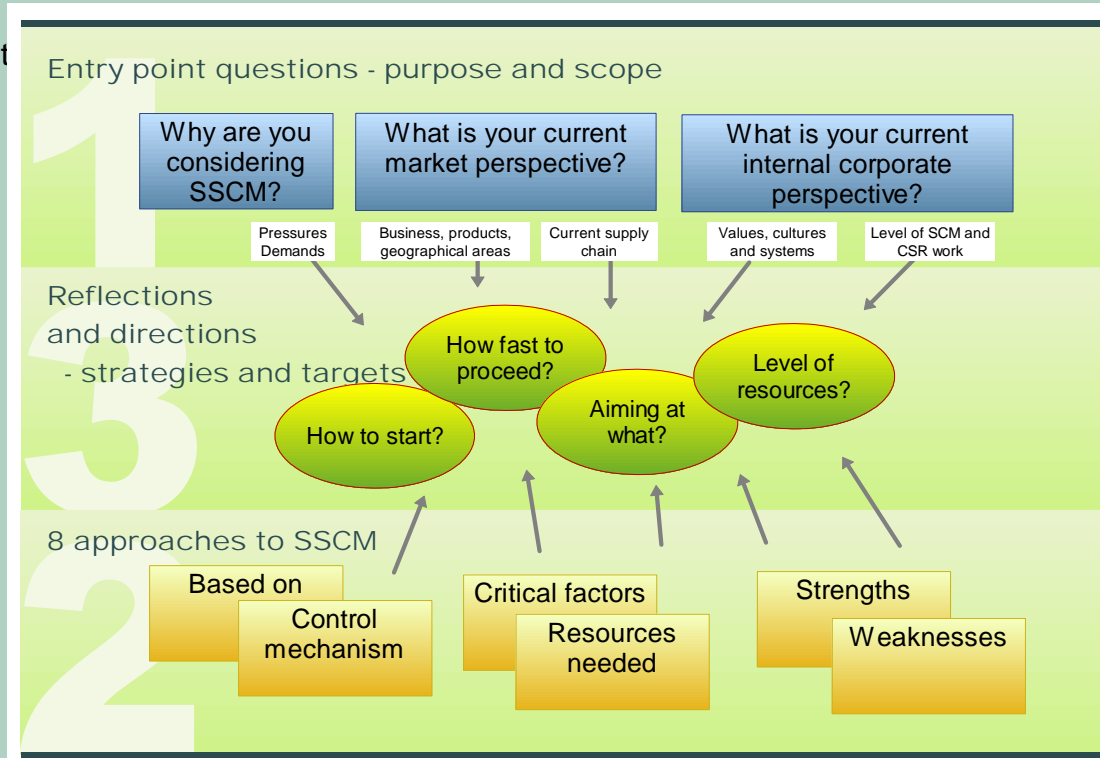 t
1
Entry point questions - purpose and scope
Why are you
considering
SSCM?
What is your current
market perspective?
What is your current
internal corporate
perspective?
Pressures
Demands
Business, products,
geographical areas
Current supply
chain
Values, cultures
and systems
Level of SCM and
CSR work
3
Reflections
and directions
- strategies and targets
How to start?
How fast to
proceed?
Aiming at
what?
Level of
resources?
2
8 approaches to SSCM
Based on
Control
mechanism
Critical factors
Resources
needed
Strengths
Weaknesses